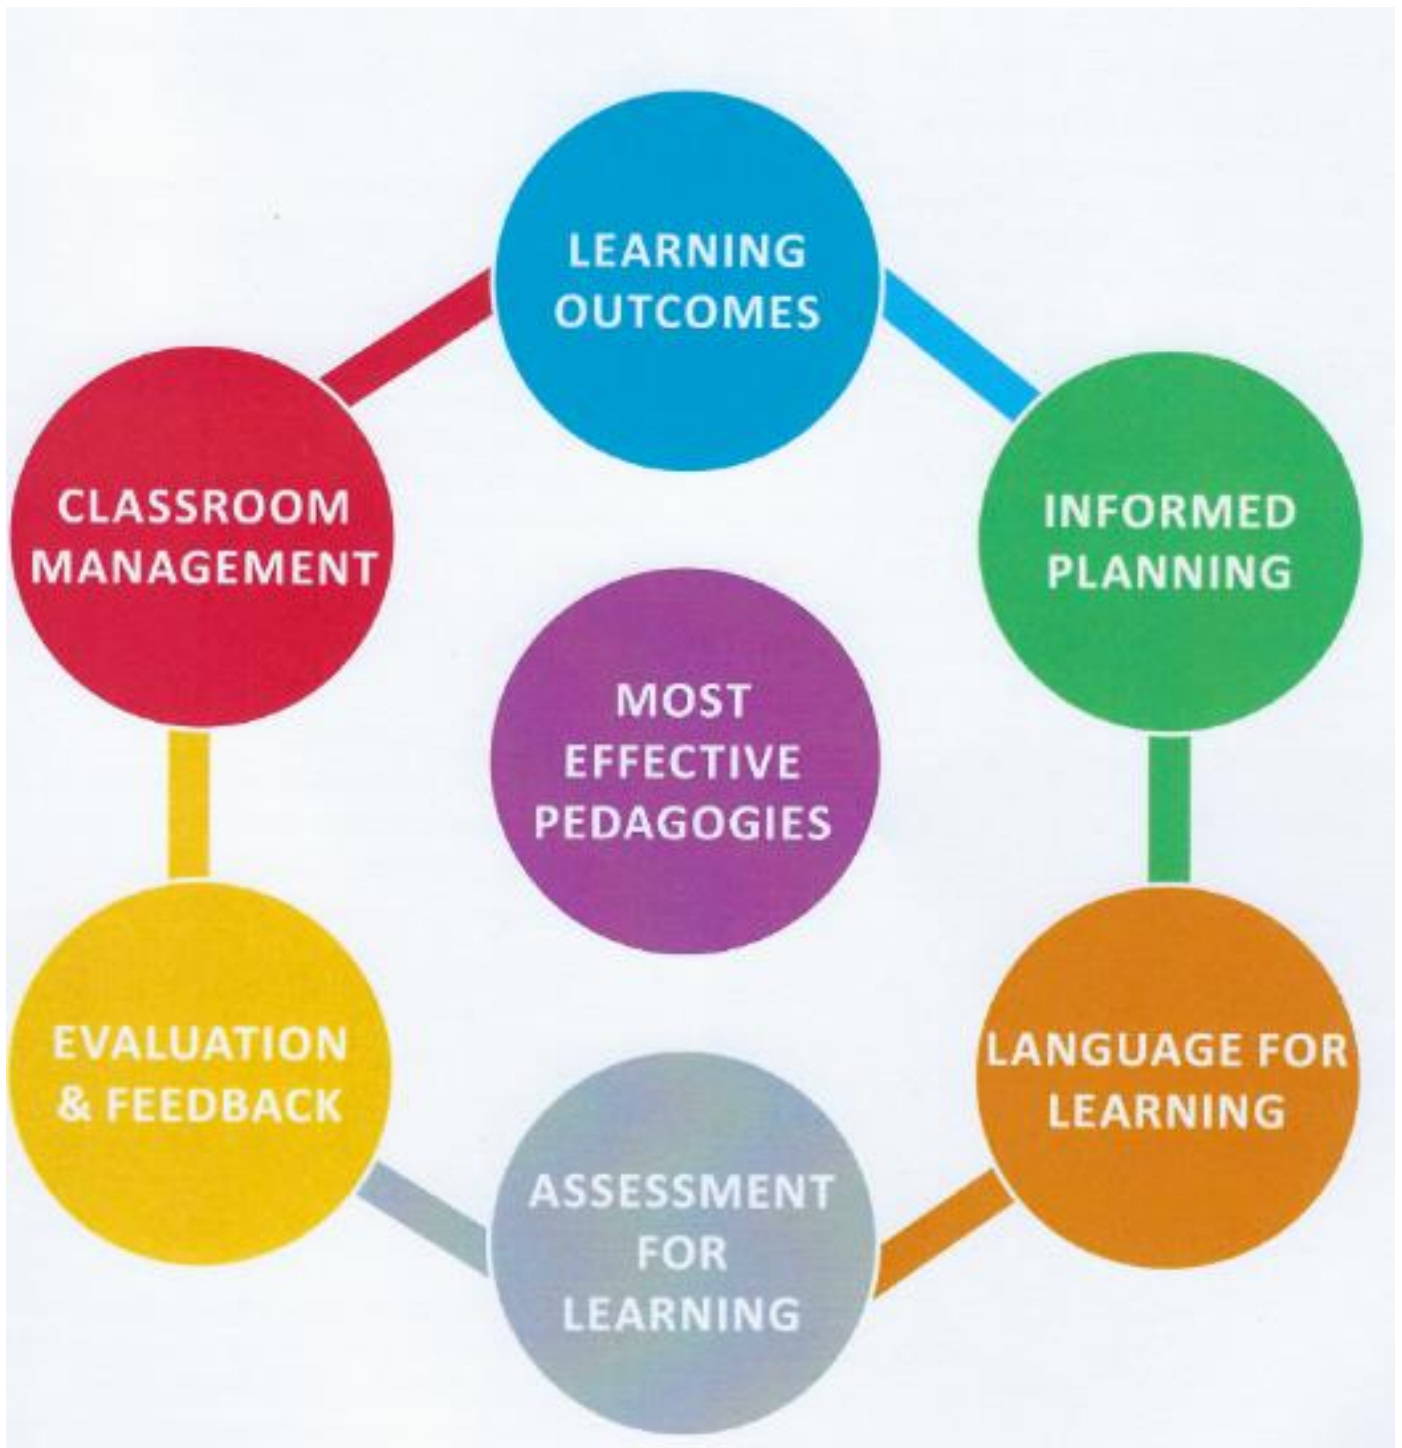 LEARNING
OUTCOMES
CLASSROOM
MANAGEMENT
INFORMED
PLANNING
MOST
EFFECTIVE
PEDAGOGIES
EVALUATION
& FEEDBACK
LANGUAGE FOR
LEARNING
ASSESSMENT
FOR
LEARNING